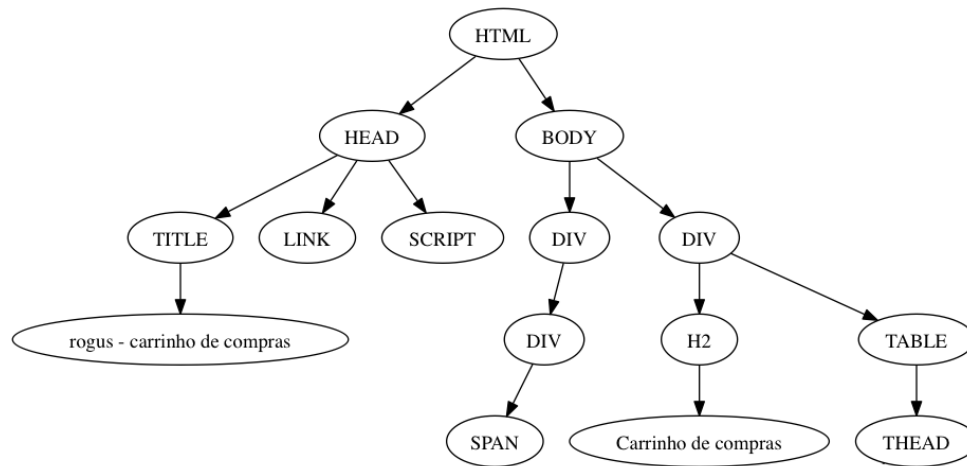 HTML
HEAD
BODY
TITLE
LINK
SCRIPT
DIV
DIV
rogus - carrinho de compras
DIV
H2
TABLE
SPAN
Carrinho de compras
THEAD